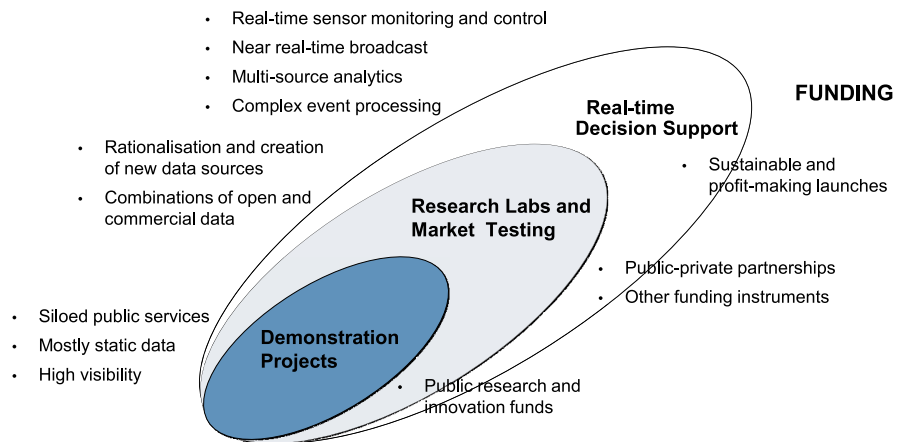 • Real-time sensor monitoring and control
• Near real-time broadcast
• Multi-source analytics
• Complex event processing
FUNDING
Real-time
Decision Support
• Rationalisation and creation
of new data sources
• Combinations of open and
commercial data
• Sustainable and
profit-making launches
Research Labs and
Market Testing
• Public-private partnerships
• Other funding instruments
• Siloed public services
• Mostly static data
• High visibility
Demonstration
Projects
• Public research and
innovation funds